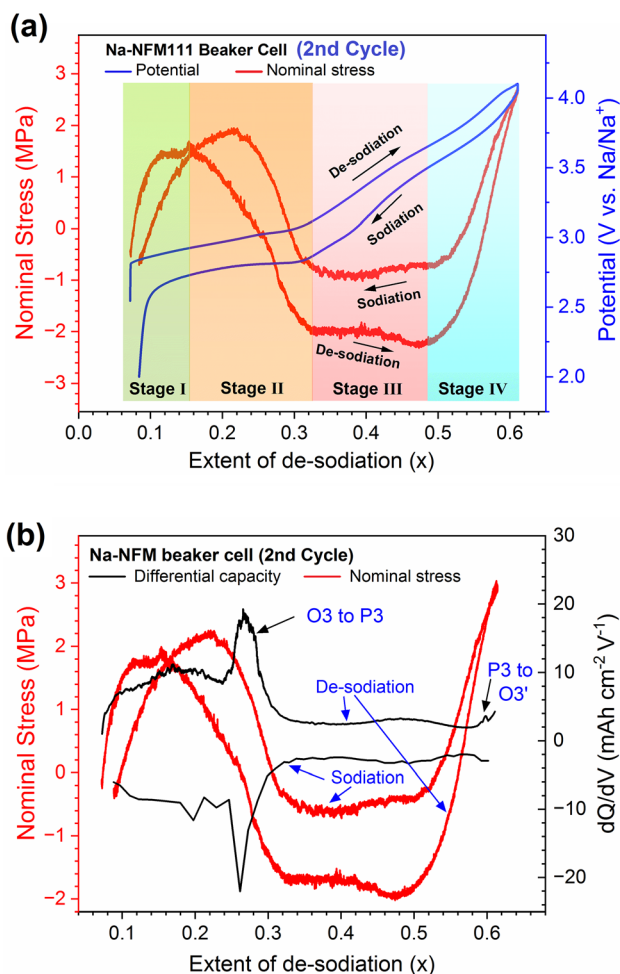 (a)
Na-NFM111 Beaker Cell (2nd Cycle)
Potential
Nominal stress
Nominal Stress (MPa)
3
2
1
0
−1
−2
−3
De-sodiation
Sodiation
Sodiation
De-sodiation
Stage I
Stage II
Stage III
Stage IV
4.0
3.5
3.0
2.5
2.0
Potential (V vs. Na/Na+)
0.0
0.1
0.2
0.3
0.4
0.5
0.6
Extent of de-sodiation (x)
(b)
Na-NFM beaker cell (2nd Cycle)
Differential capacity
Nominal stress
Nominal Stress (MPa)
3
2
1
0
−1
−2
O3 to P3
P3 to
O3'
De-sodiation
Sodiation
30
20
10
0
−10
−20
dQ/dV (mAh cm−2 V−1)
0.1
0.2
0.3
0.4
0.5
0.6
Extent of de-sodiation (x)